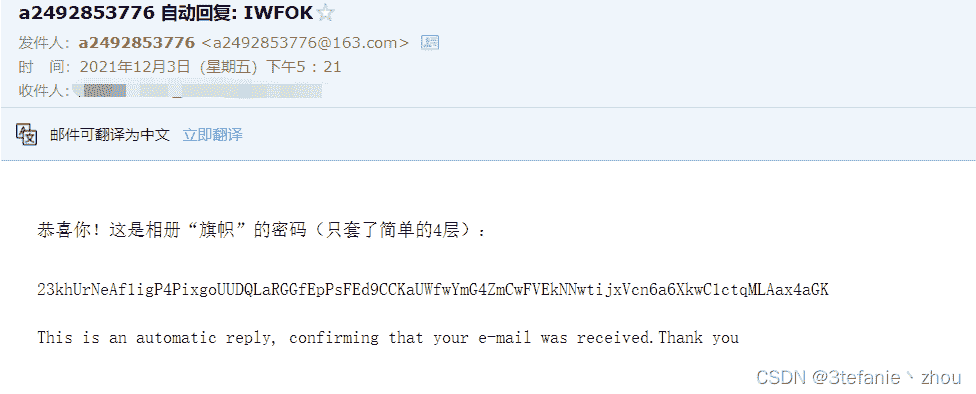 a2492853776 自动回复: IWFOK
发件人: a2492853776 <a2492853776@163.com>
时 间: 2021年12月3日 (星期五) 下午5：21
收件人:
邮件可翻译为中文 立即翻译
恭喜你！这是相册“旗帜”的密码（只套了简单的4层）：
23khUrNeAf1igP4PixgoUUDQLaRGGfEpPsFEd9CCKaUWfwYmG4ZmCwFVEkNNwtijxVcn6a6XkwClctqMLAax4aGK
This is an automatic reply, confirming that your e-mail was received.Thank you
CSDN @3tefanie丶zhou